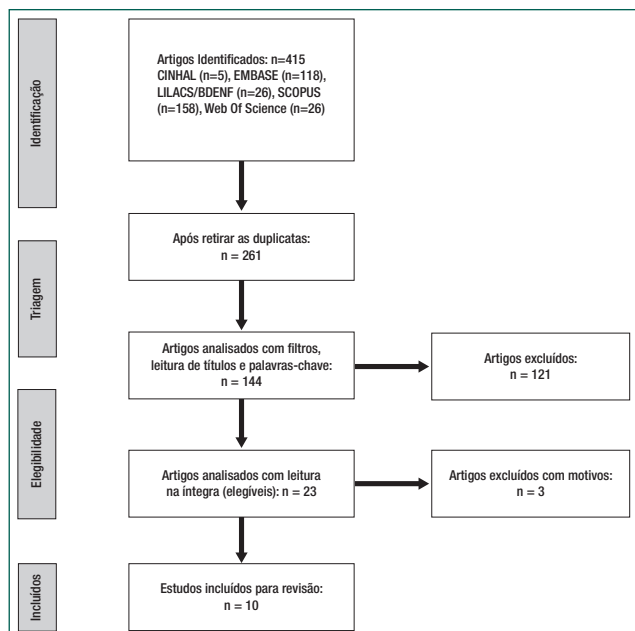 Identificação
Artigos Identificados: n=415
CINHAL (n=5), EMBASE (n=118),
LILACS/BDENF (n=26), SCOPUS
(n=158), Web Of Science (n=26)
Triagem
Após retirar as duplicatas:
n = 261
Artigos analisados com filtros,
leitura de títulos e palavras-chave:
n = 144
Artigos excluídos:
n = 121
Elegibilidade
Artigos analisados com leitura
na íntegra (elegíveis): n = 23
Artigos excluídos com motivos:
n = 3
Incluídos
Estudos incluídos para revisão:
n = 10